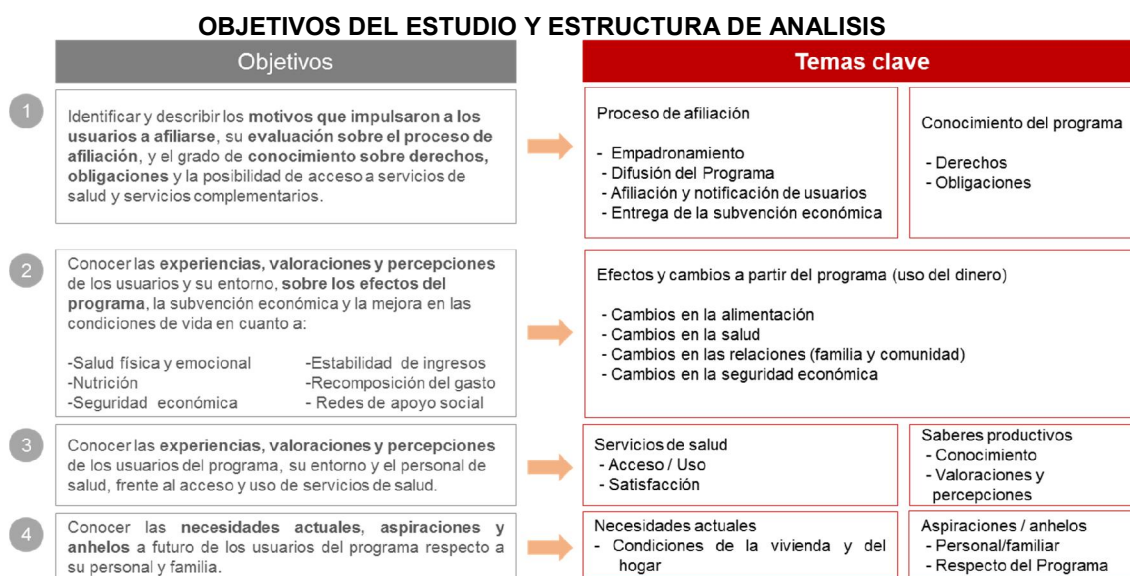 OBJETIVOS DEL ESTUDIO Y ESTRUCTURA DE ANALISIS
Objetivos
Temas clave
1
Identificar y describir los motivos que impulsaron a los
usuarios a afiliarse, su evaluación sobre el proceso de
afiliación, y el grado de conocimiento sobre derechos,
obligaciones y la posibilidad de acceso a servicios de
salud y servicios complementarios.
Proceso de afiliación
- Empadronamiento
- Difusión del Programa
- Afiliación y notificación de usuarios
- Entrega de la subvención económica
Conocimiento del programa
- Derechos
- Obligaciones
2
Conocer las experiencias, valoraciones y percepciones
de los usuarios y su entorno, sobre los efectos del
programa, la subvención económica y la mejora en las
condiciones de vida en cuanto a:
-Salud física y emocional
-Nutrición
-Seguridad económica
-Estabilidad de ingresos
-Recomposición del gasto
- Redes de apoyo social
Efectos y cambios a partir del programa (uso del dinero)
- Cambios en la alimentación
- Cambios en la salud
- Cambios en las relaciones (familia y comunidad)
- Cambios en la seguridad económica
3
Conocer las experiencias, valoraciones y percepciones
de los usuarios del programa, su entorno y el personal de
salud, frente al acceso y uso de servicios de salud.
Servicios de salud
- Acceso / Uso
- Satisfacción
Saberes productivos
- Conocimiento
- Valoraciones y
percepciones
4
Conocer las necesidades actuales, aspiraciones y
anhelos a futuro de los usuarios del programa respecto a
su personal y familia.
Necesidades actuales
- Condiciones de la vivienda y del
hogar
Aspiraciones / anhelos
- Personal/familiar
- Respecto del Programa